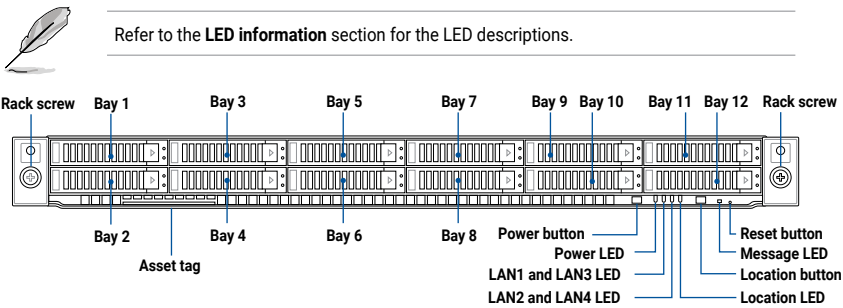 Refer to the LED information section for the LED descriptions.
Rack screw Bay 1 Bay 3 Bay 5 Bay 7 Bay 9 Bay 10 Bay 11 Bay 12 Rack screw
Bay 2 Bay 4 Bay 6 Bay 8 Power button Reset button
Power LED Message LED
Asset tag
LAN1 and LAN3 LED Location button
LAN2 and LAN4 LED Location LED